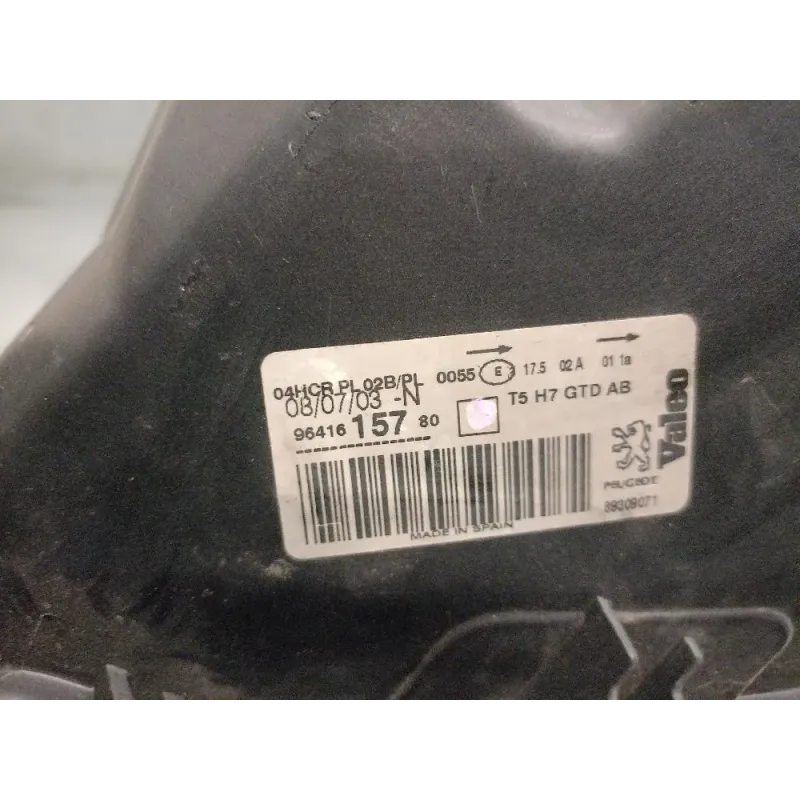 04HCR PL 02B/PL 0055 E 17.5 02 A 01 1a
08/07/03 -N
96416 157 80
T5 H7 GTD AB
Valeo
PEUGEOT
89309071
MADE IN SPAIN